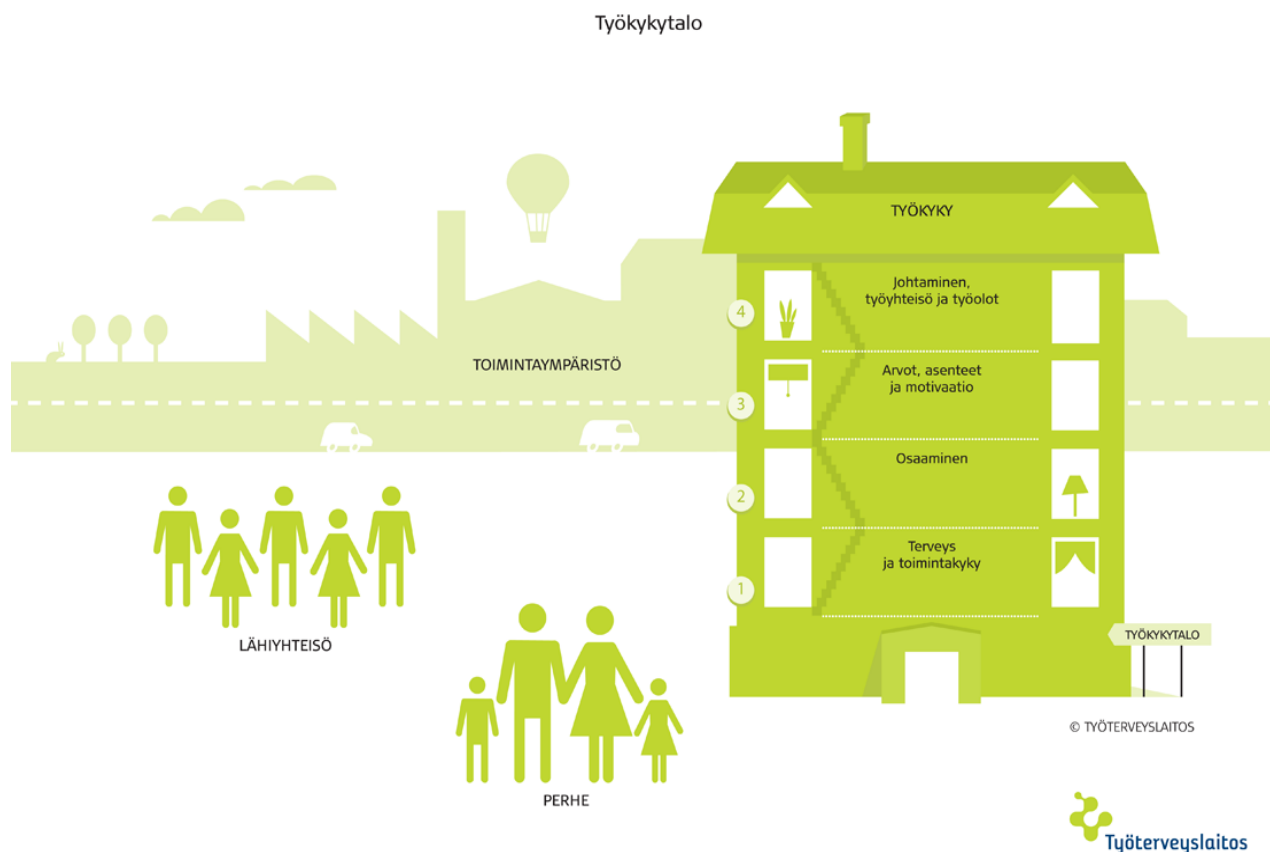 Työkykytalo
TYÖKYKY
4
Johtaminen,
työyhteisö ja työolot
TOIMINTAYMPÄRISTÖ
3
Arvot, asenteet
ja motivaatio
2
Osaaminen
1
Terveys
ja toimintakyky
LÄHIYHTEISÖ
TYÖKYKYTALO
PERHE
© TYÖTERVEYSLAITOS
Työterveyslaitos